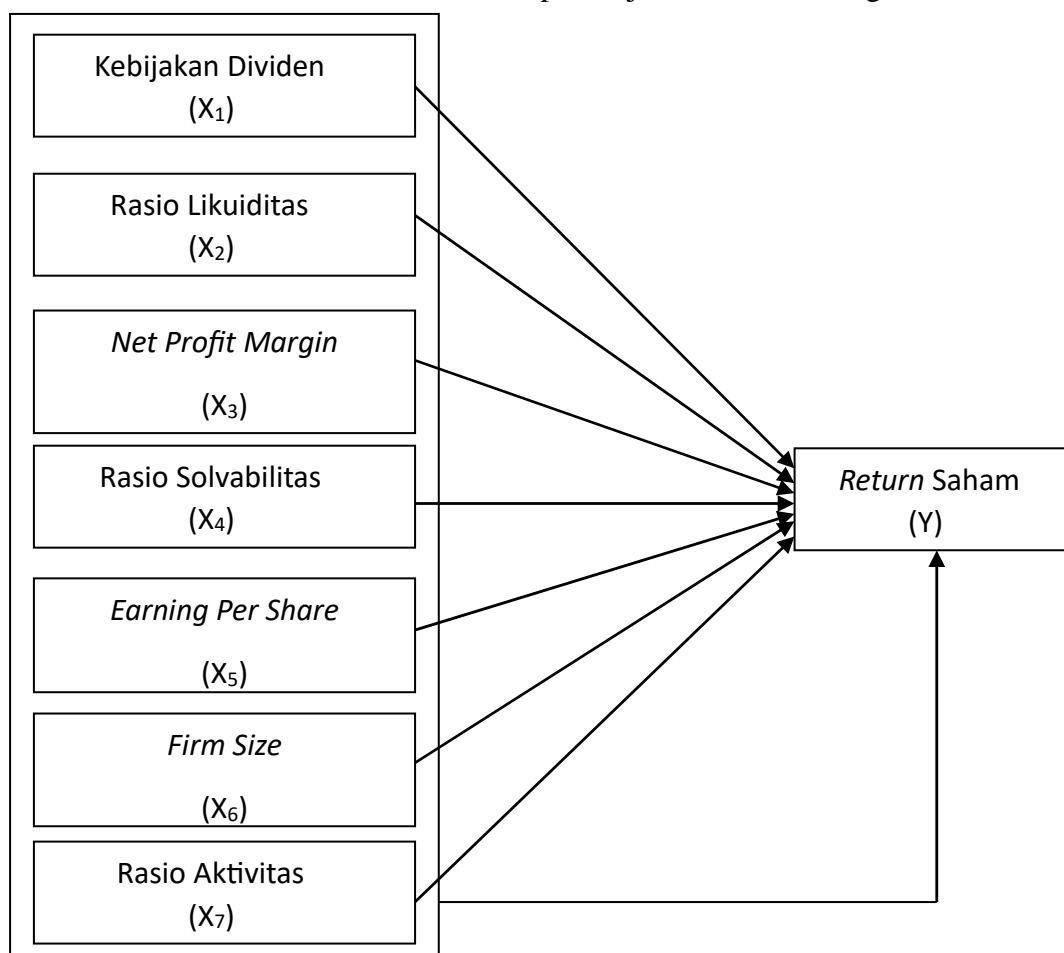 Kebijakan Dividen
(X₁)
Rasio Likuiditas
(X₂)
Net Profit Margin
(X₃)
Rasio Solvabilitas
(X₄)
Earning Per Share
(X₅)
Firm Size
(X₆)
Rasio Aktivitas
(X₇)
Return Saham
(Y)